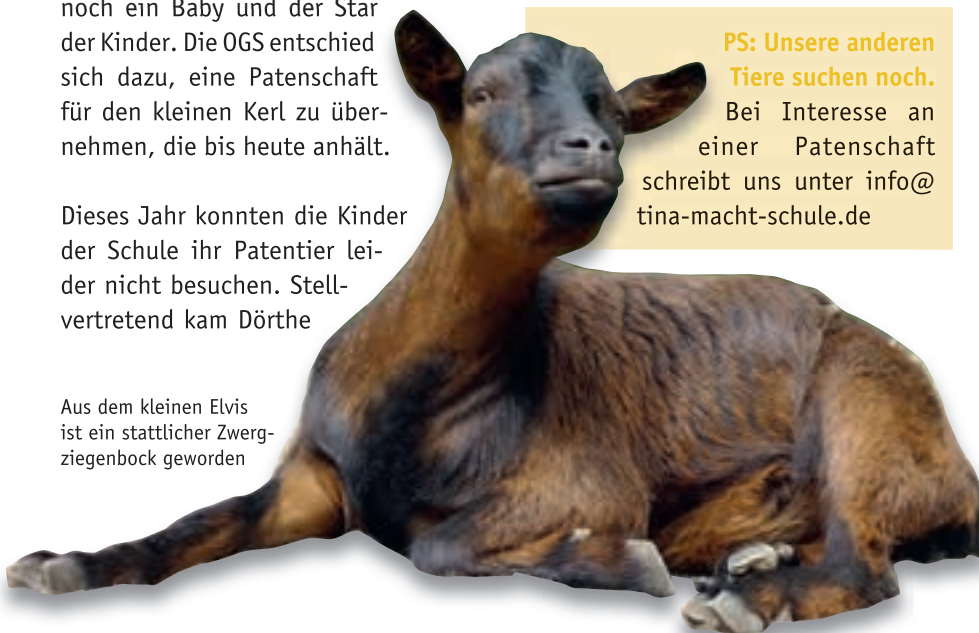 noch ein Baby und der Star
der Kinder. Die OGS entschied
sich dazu, eine Patenschaft
für den kleinen Kerl zu über-
nehmen, die bis heute anhält.
Dieses Jahr konnten die Kinder
der Schule ihr Patentier lei-
der nicht besuchen. Stell-
vertretend kam Dörthe
Aus dem kleinen Elvis
ist ein stattlicher Zwerg-
ziegenbock geworden
PS: Unsere anderen
Tiere suchen noch.
Bei Interesse an
einer Patenschaft
schreibt uns unter info@
tina-macht-schule.de